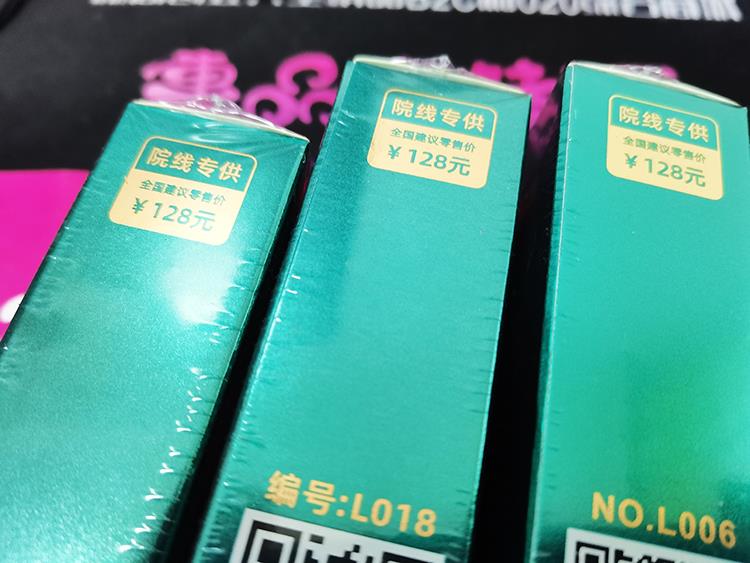 院线专供
全国建议零售价
￥128元
院线专供
全国建议零售价
￥128元
编号:L018
院线专供
全国建议零售价
￥128元
NO.L006